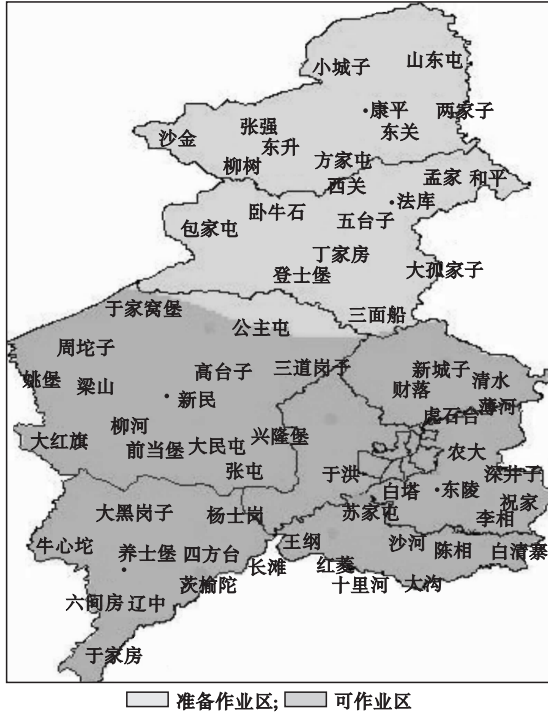 小城子
山东屯
康平
两家子
张强
东关
沙金
东升
柳树
方家屯
西关
孟家
和平
法库
卧牛石
五台子
包家屯
丁家房
登士堡
大孤家子
于家窝堡
三面船
公主屯
周坨子
高台子
三道岗子
新城子
姚堡
梁山
财落
清水
新民
虎石台
薄河
柳河
大红旗
前当堡
大民屯
兴隆堡
农大
张屯
于洪
深井子
白塔
东陵
祝家
大黑岗子
杨士岗
苏家屯
李相
牛心坨
王纲
沙河
陈相
白清寨
养士堡
四方台
长滩
红菱
茨榆陀
十里河
大沟
六间房
辽中
于家房
准备作业区; 可作业区